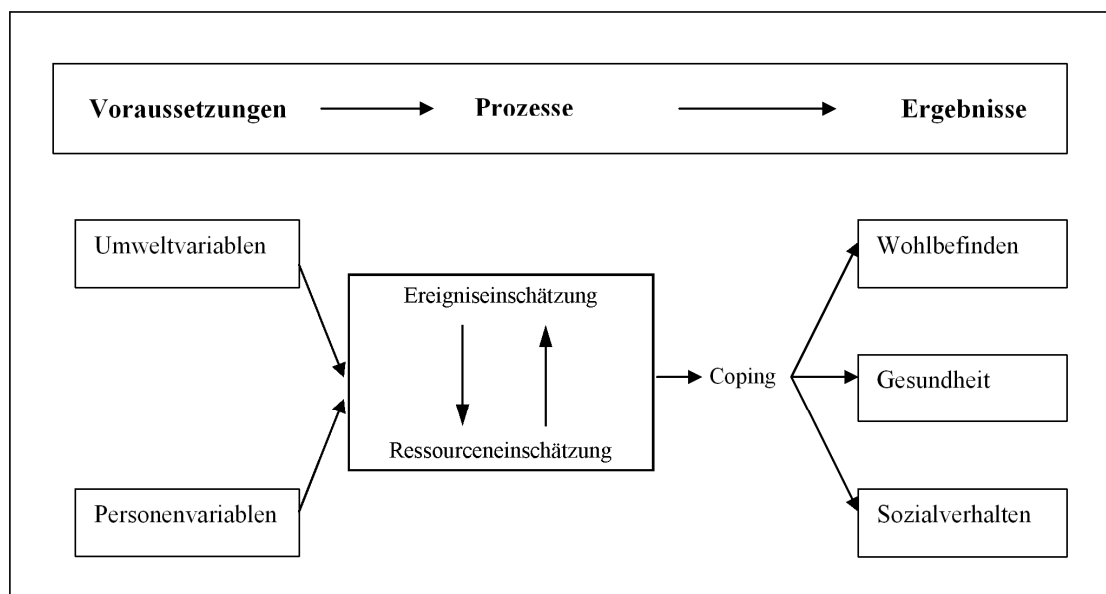 Voraussetzungen Prozesse Ergebnisse
Umweltvariablen
Personenvariablen
Ereigniseinschätzung
Ressourceneinschätzung
Coping
Wohlbefinden
Gesundheit
Sozialverhalten